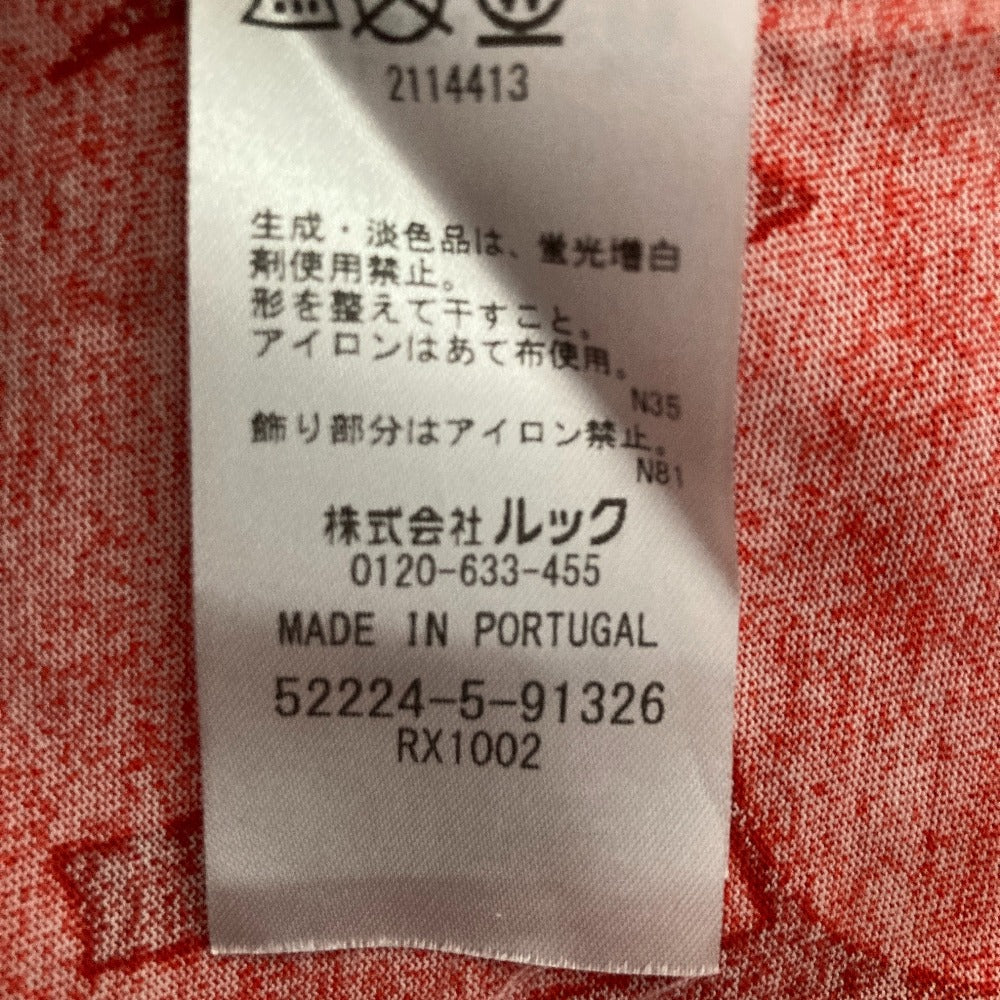 2114413
生成・淡色品は、蛍光増白
剤使用禁止。
形を整えて干すこと。
アイロンはあて布使用。
N35
飾り部分はアイロン禁止。
N81
株式会社 ルック
0120-633-455
MADE IN PORTUGAL
52224-5-91326
RX1002